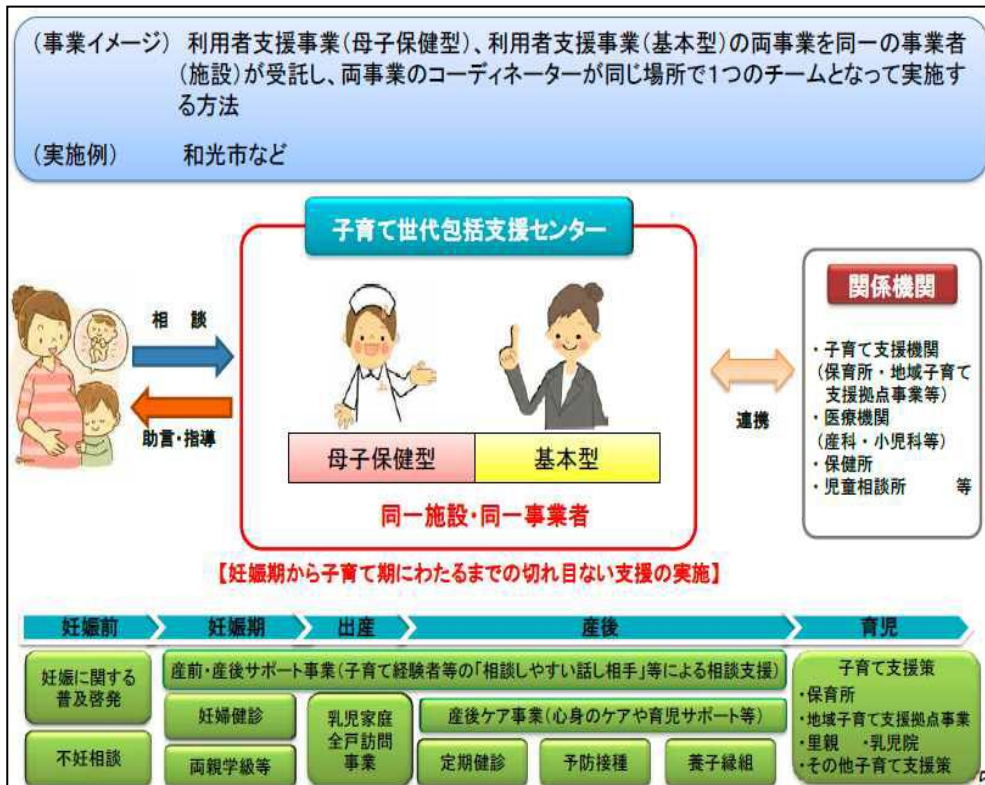 （事業イメージ） 利用者支援事業（母子保健型）、利用者支援事業（基本型）の両事業を同一の事業者
（施設）が受託し、両事業のコーディネーターが同じ場所で１つのチームとなって実施す
る方法
（実施例） 和光市など
子育て世代包括支援センター
関係機関
相 談
助言・指導
母子保健型
基本型
同一施設・同一事業者
連携
・子育て支援機関
（保育所・地域子育て
支援拠点事業等）
・医療機関
（産科・小児科等）
・保健所
・児童相談所 等
【妊娠期から子育て期にわたるまでの切れ目ない支援の実施】
妊娠前
妊娠期
出産
産後
育児
妊娠に関する
普及啓発
不妊相談
産前・産後サポート事業（子育て経験者等の「相談しやすい話し相手」等による相談支援）
妊婦健診
両親学級等
乳児家庭
全戸訪問
事業
産後ケア事業（心身のケアや育児サポート等）
定期健診
予防接種
養子縁組
子育て支援策
・保育所
・地域子育て支援拠点事業
・里親 ・乳児院
・その他子育て支援策